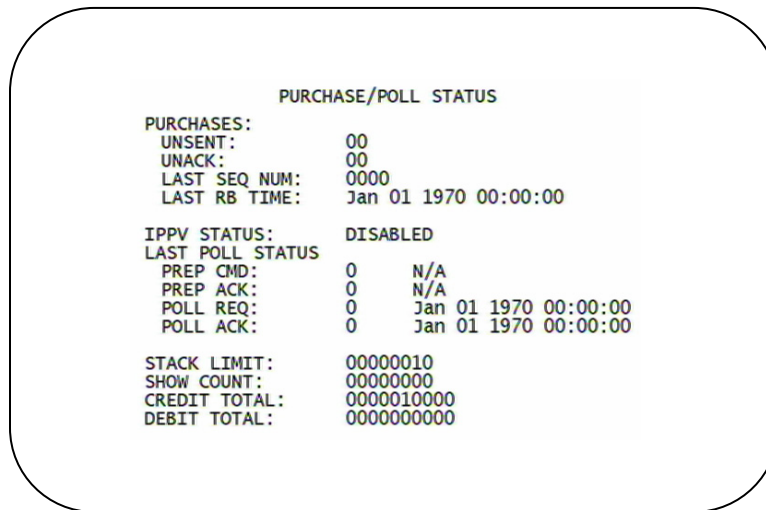 PURCHASE/POLL STATUS
PURCHASES:
UNSENT: 00
UNACK: 00
LAST SEQ NUM: 0000
LAST RB TIME: Jan 01 1970 00:00:00
IPPV STATUS: DISABLED
LAST POLL STATUS
PREP CMD: 0 N/A
PREP ACK: 0 N/A
POLL REQ: 0 Jan 01 1970 00:00:00
POLL ACK: 0 Jan 01 1970 00:00:00
STACK LIMIT: 00000010
SHOW COUNT: 00000000
CREDIT TOTAL: 0000010000
DEBIT TOTAL: 0000000000